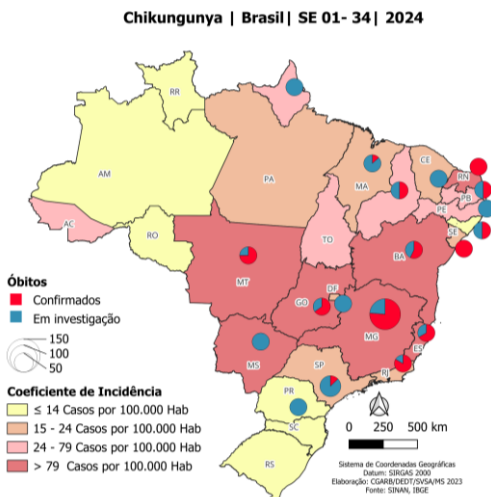 Chikungunya | Brasil| SE 01- 34| 2024
RR
AM
PA
MA
CE
RN
PB
PE
SE
AC
RO
TO
BA
MT
DF
GO
MG
ES
MS
SP
RJ
PR
SC
RS
Óbitos
Confirmados
Em investigação
150
100
50
Coeficiente de Incidência
≤ 14 Casos por 100.000 Hab
15 - 24 Casos por 100.000 Hab
24 - 79 Casos por 100.000 Hab
> 79 Casos por 100.000 Hab
0 250 500 km
Sistema de Coordenadas Geográficas
Datum: SIRGAS 2000
Elaboração: CGARB/DEDT/SVSA/MS 2023
Fonte: SINAN, IBGE